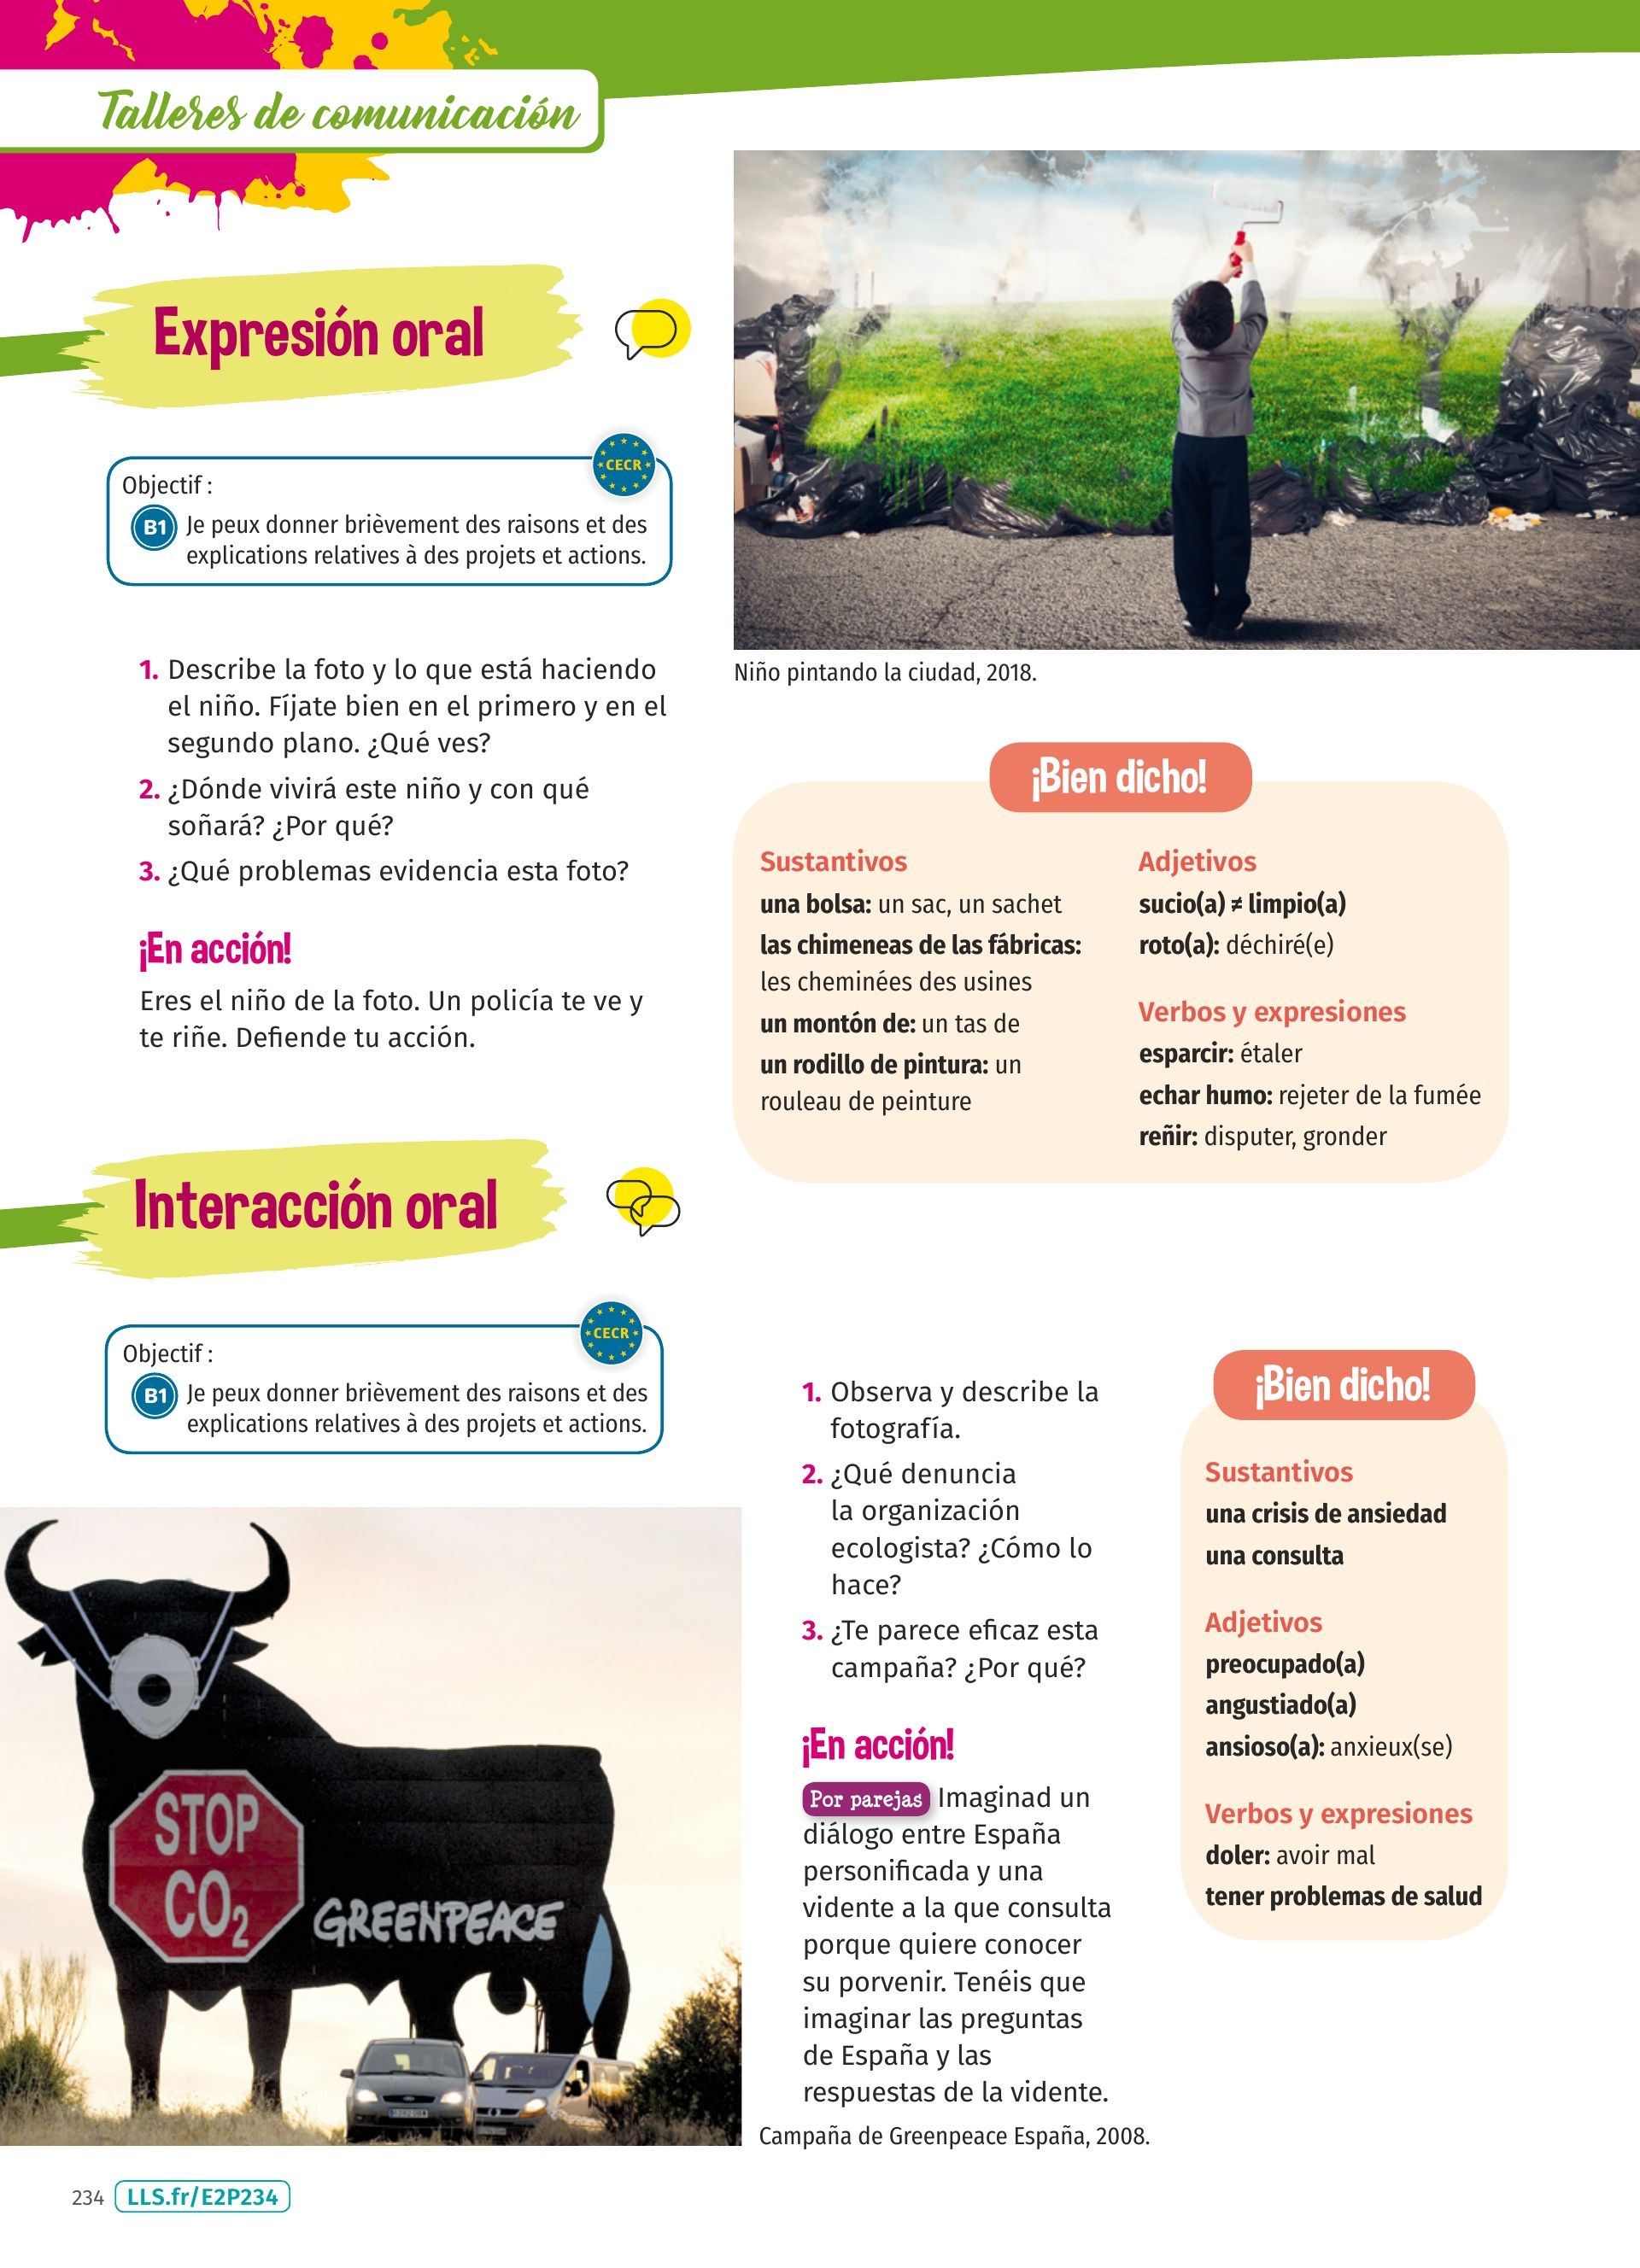 Talleres de comunicación
Expresión oral
CECR
Objectif :
B1 Je peux donner brièvement des raisons et des
explications relatives à des projets et actions.
1. Describe la foto y lo que está haciendo
el niño. Fíjate bien en el primero y en el
segundo plano. ¿Qué ves?
2. ¿Dónde vivirá este niño y con qué
soñará? ¿Por qué?
3. ¿Qué problemas evidencia esta foto?
¡En acción!
Eres el niño de la foto. Un policía te ve y
te riñe. Defiende tu acción.
Niño pintando la ciudad, 2018.
¡Bien dicho!
Sustantivos
una bolsa: un sac, un sachet
las chimeneas de las fábricas:
les cheminées des usines
un montón de: un tas de
un rodillo de pintura: un
rouleau de peinture
Adjetivos
sucio(a) ≠ limpio(a)
roto(a): déchiré(e)
Verbos y expresiones
esparcir: étaler
echar humo: rejeter de la fumée
reñir: disputer, gronder
Interacción oral
CECR
Objectif :
B1 Je peux donner brièvement des raisons et des
explications relatives à des projets et actions.
STOP
CO₂
GREENPEACE
1. Observa y describe la
fotografía.
2. ¿Qué denuncia
la organización
ecologista? ¿Cómo lo
hace?
3. ¿Te parece eficaz esta
campaña? ¿Por qué?
¡En acción!
Por parejas Imaginad un
diálogo entre España
personificada y una
vidente a la que consulta
porque quiere conocer
su porvenir. Tenéis que
imaginar las preguntas
de España y las
respuestas de la vidente.
Campaña de Greenpeace España, 2008.
¡Bien dicho!
Sustantivos
una crisis de ansiedad
una consulta
Adjetivos
preocupado(a)
angustiado(a)
ansioso(a): anxieux(se)
Verbos y expresiones
doler: avoir mal
tener problemas de salud
234 LLS.fr/E2P234